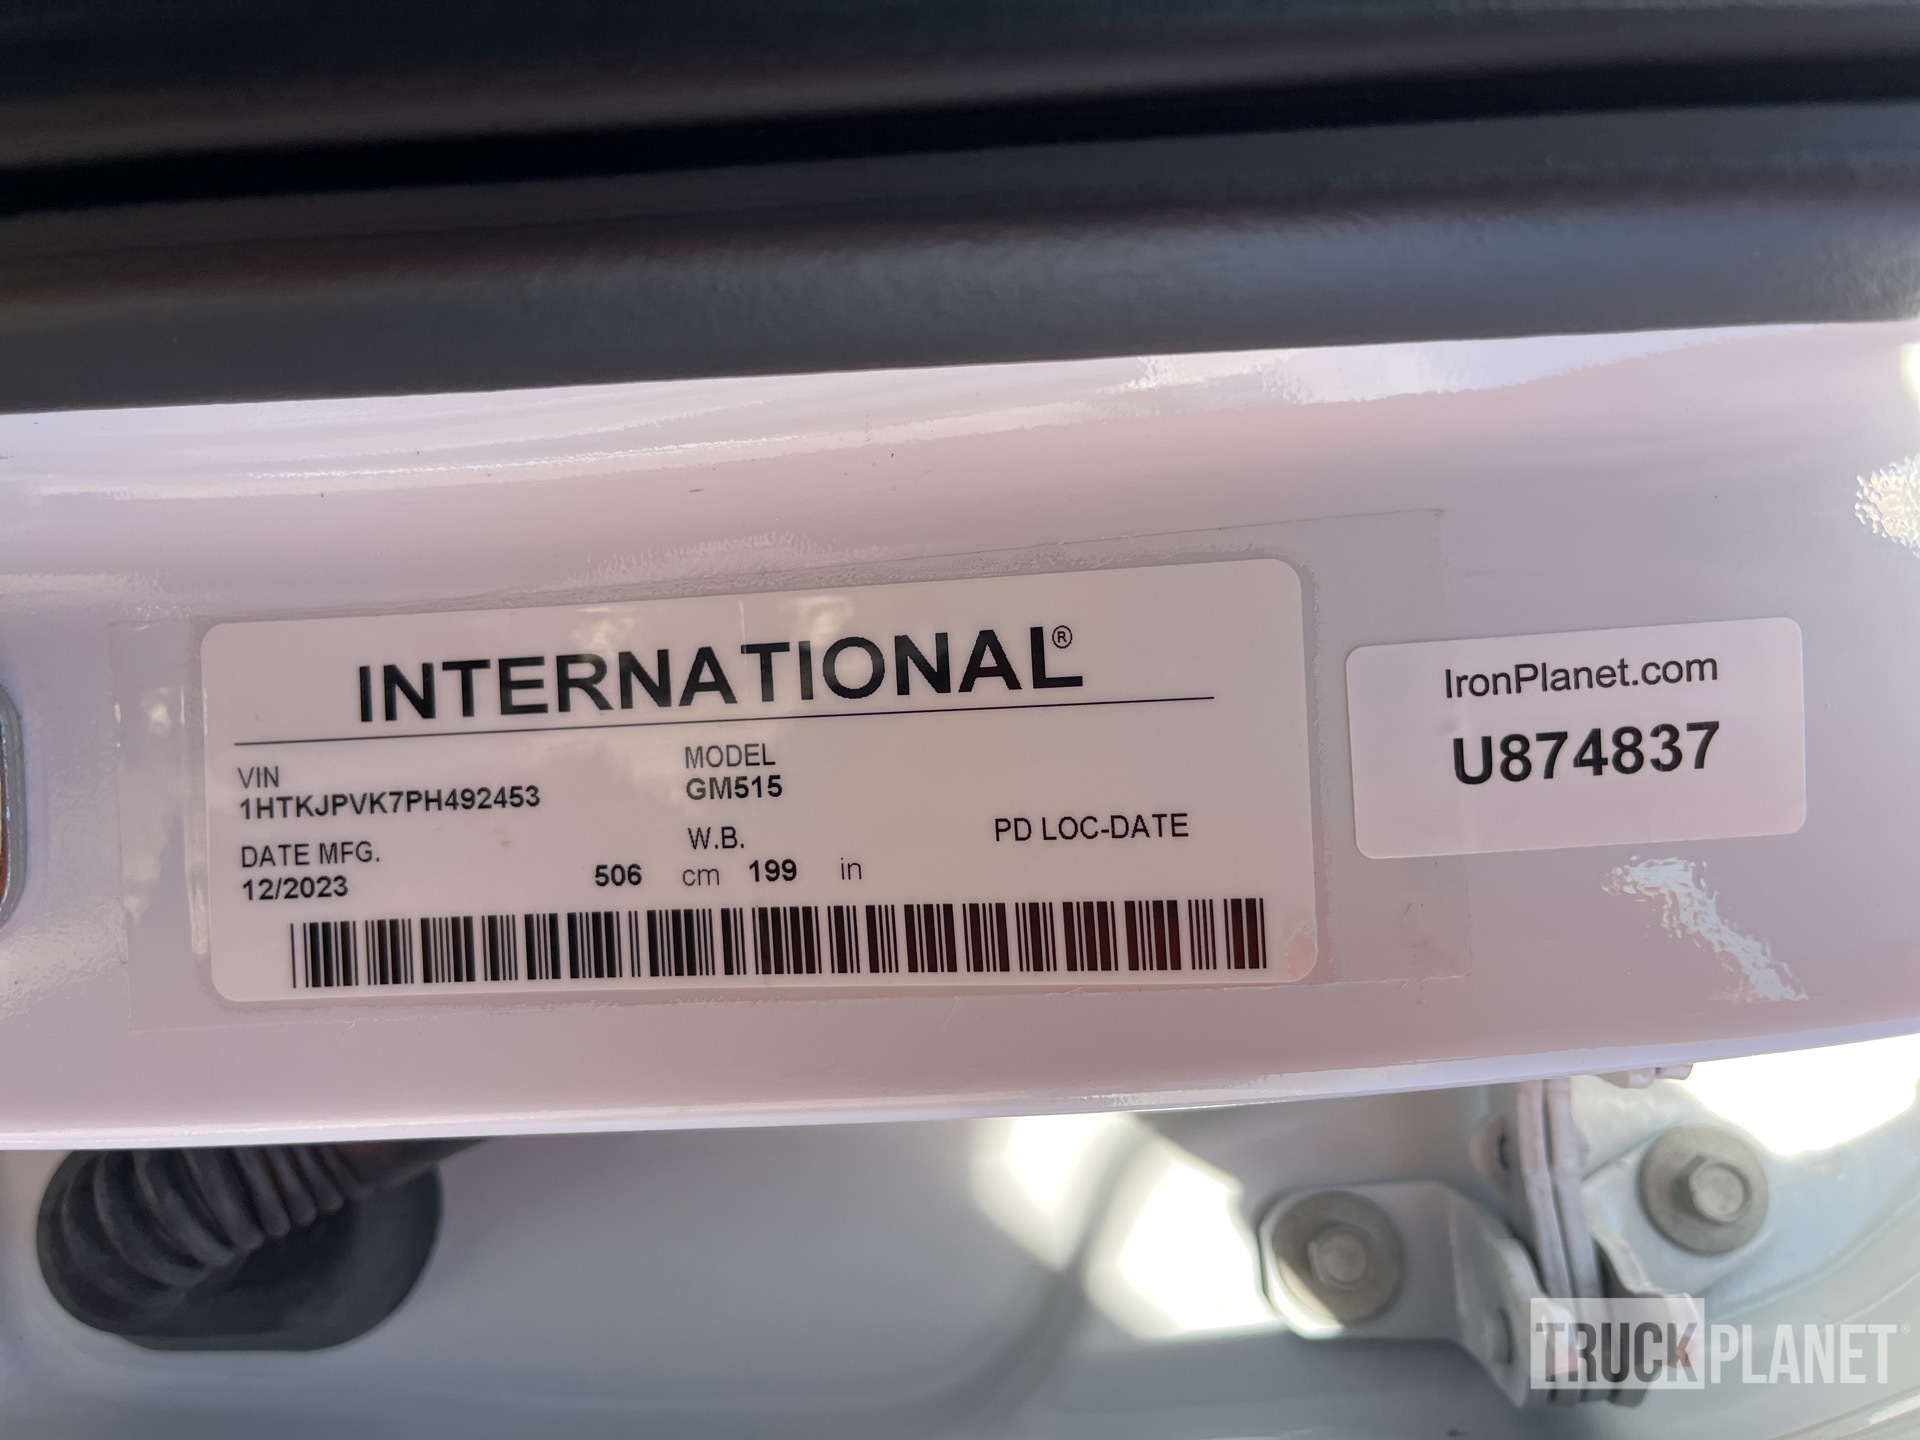 INTERNATIONAL®
VIN
1HTKJPVK7PH492453
MODEL
GM515
DATE MFG.
12/2023
W.B.
506 cm 199 in
PD LOC-DATE
IronPlanet.com
U874837
TRUCKPLANET®